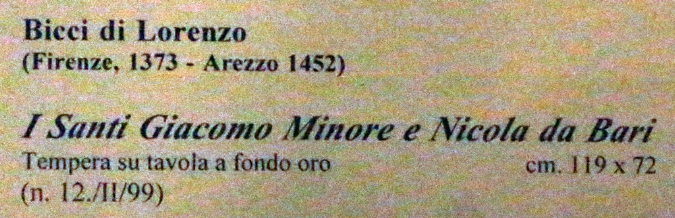 Bicci di Lorenzo
(Firenze, 1373 - Arezzo 1452)
I Santi Giacomo Minore e Nicola da Bari
Tempera su tavola a fondo oro cm. 119 x 72
(n. 12./II/99)